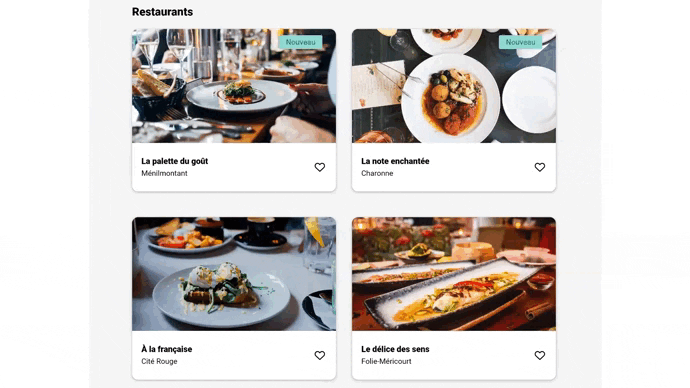 Restaurants
Nouveau
Nouveau
La palette du goût
Ménilmontant
La note enchantée
Charonne
À la française
Cité Rouge
Le délice des sens
Folie-Méricourt